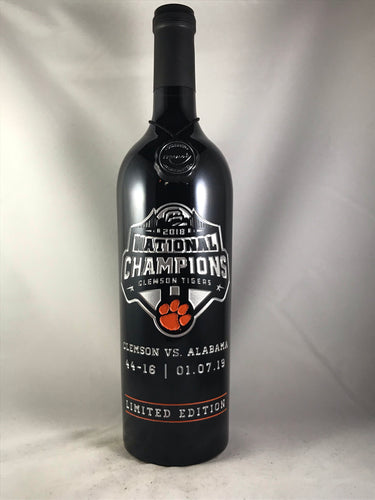 2018
NATIONAL
CHAMPIONS
CLEMSON TIGERS
CLEMSON VS. ALABAMA
44-16 | 01.07.19
LIMITED EDITION